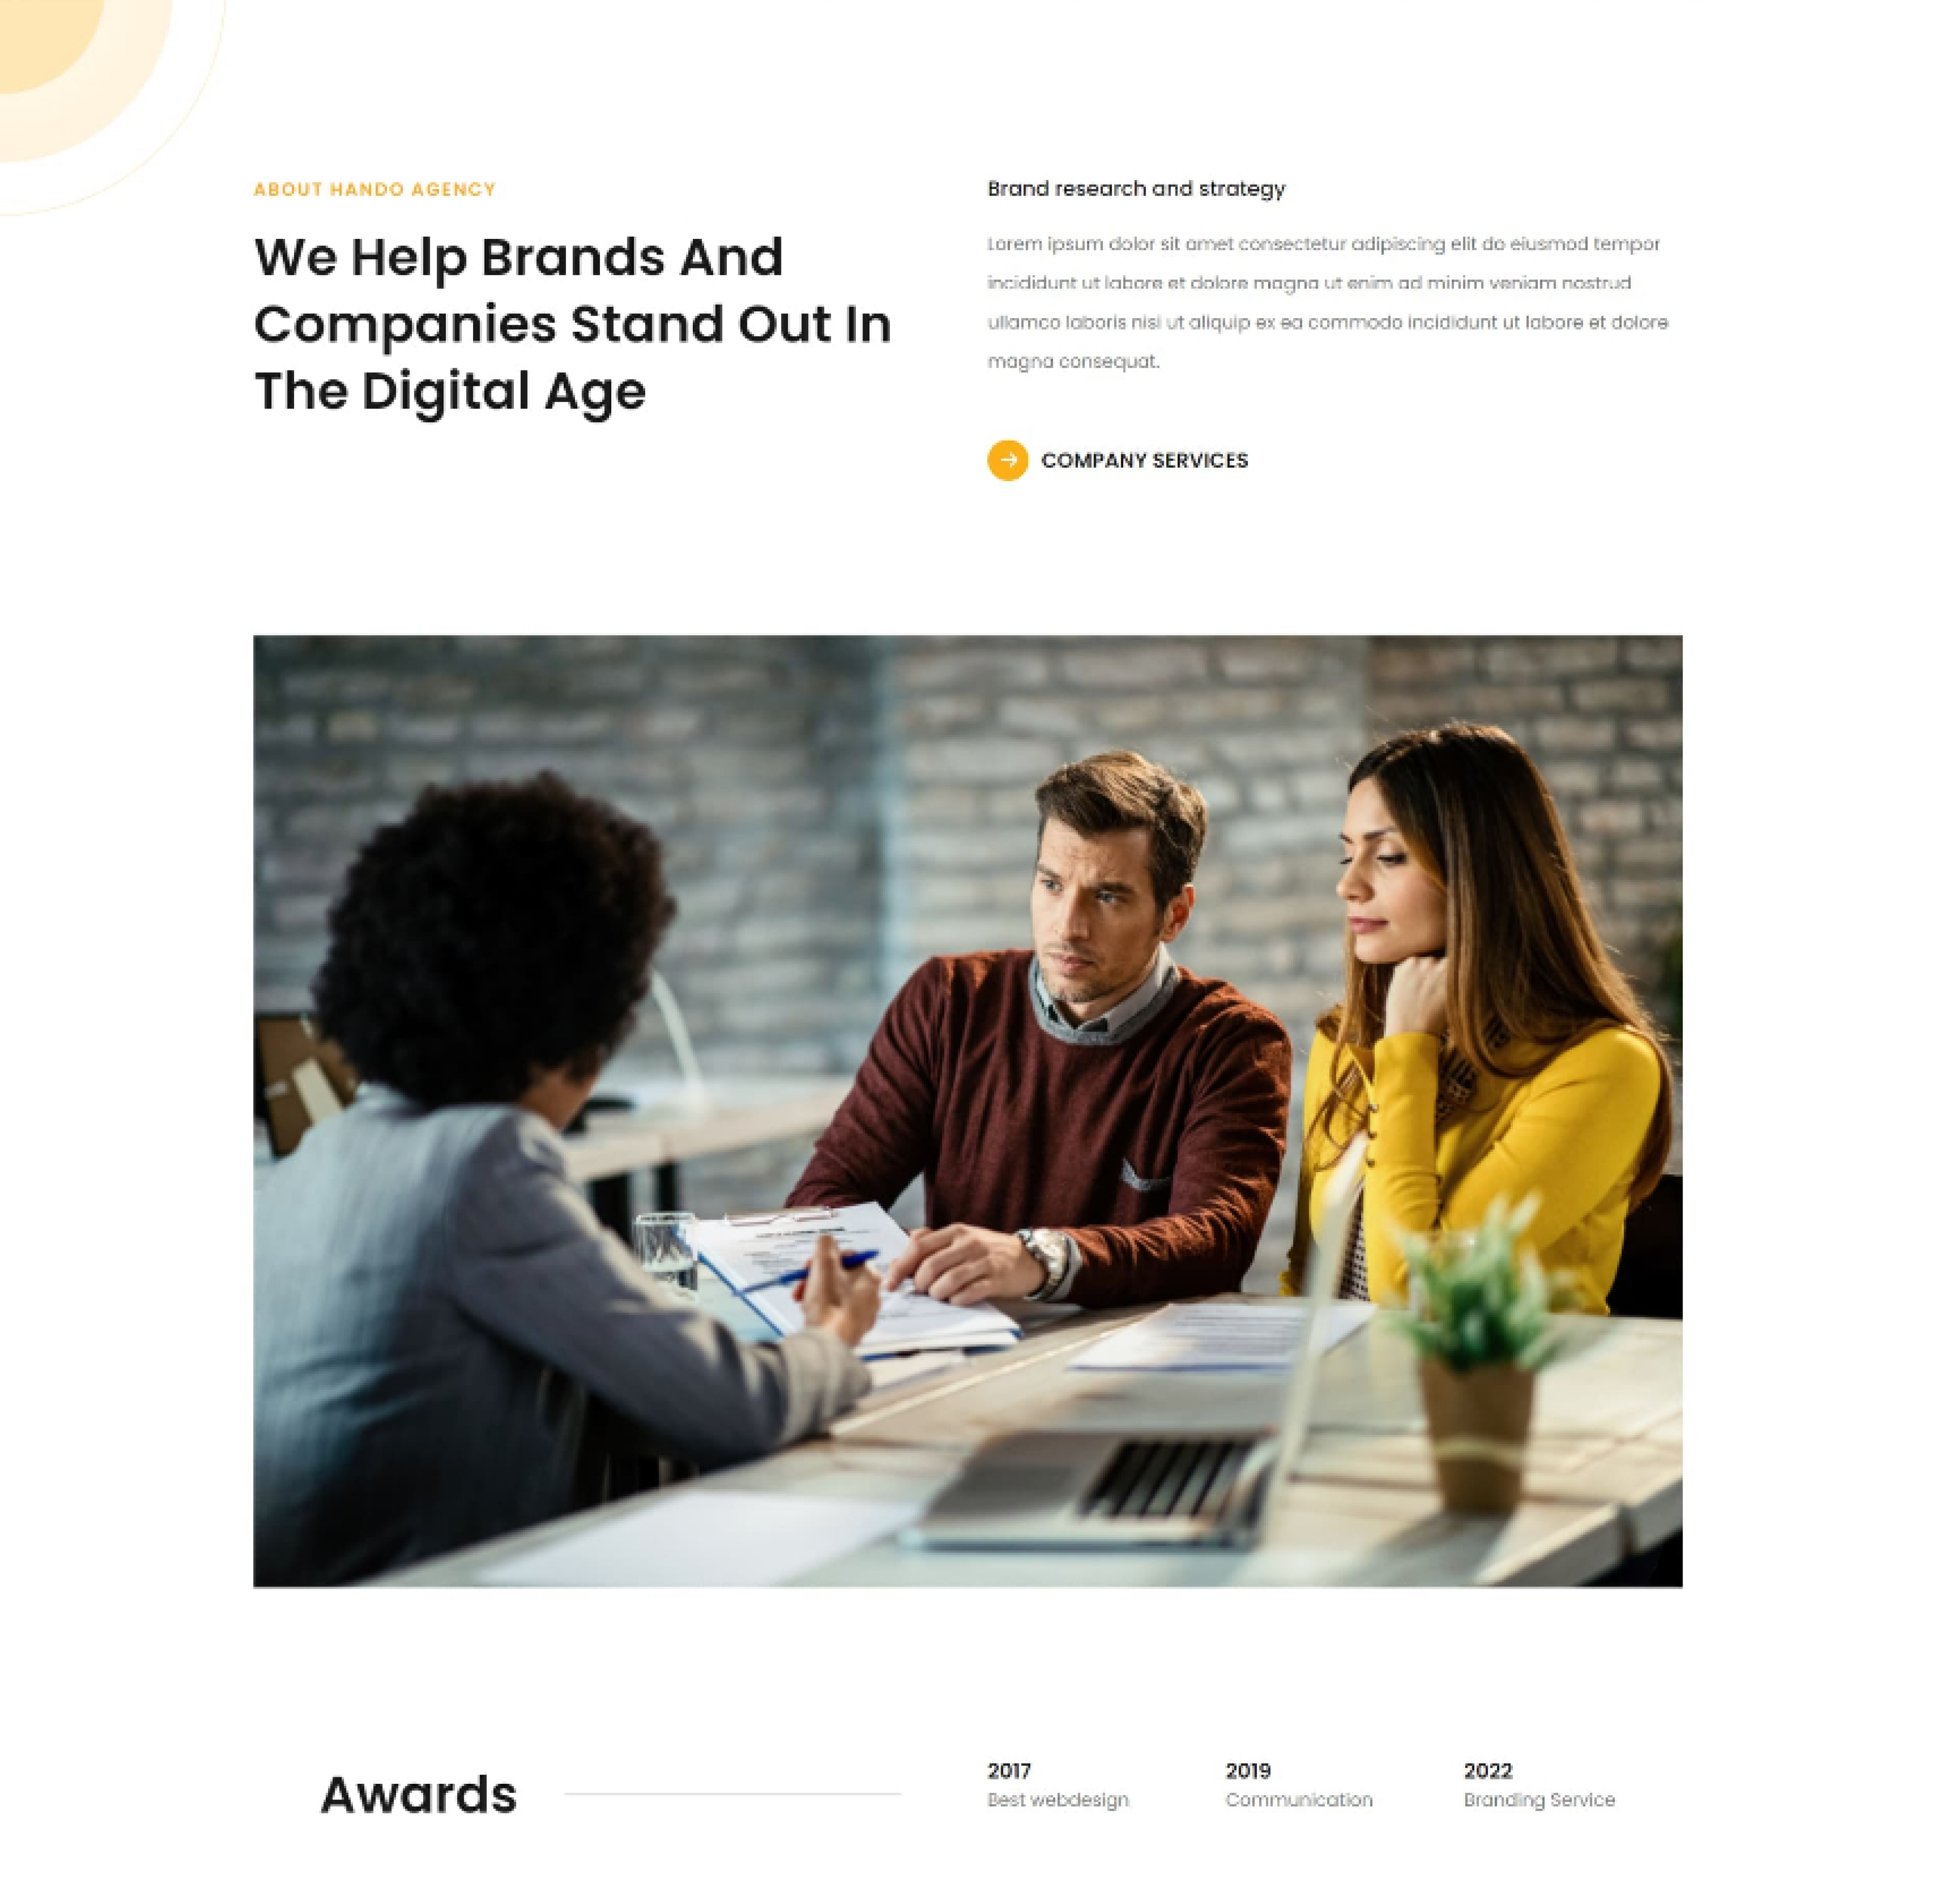 ABOUT HANDO AGENCY
We Help Brands And
Companies Stand Out In
The Digital Age
Brand research and strategy
Lorem ipsum dolor sit amet consectetur adipiscing elit do eiusmod tempor
incididunt ut labore et dolore magna ut enim ad minim veniam nostrud
ullamco laboris nisi ut aliquip ex ea commodo incididunt ut labore et dolore
magna consequat.
COMPANY SERVICES
Awards
2017
Best webdesign
2019
Communication
2022
Branding Service